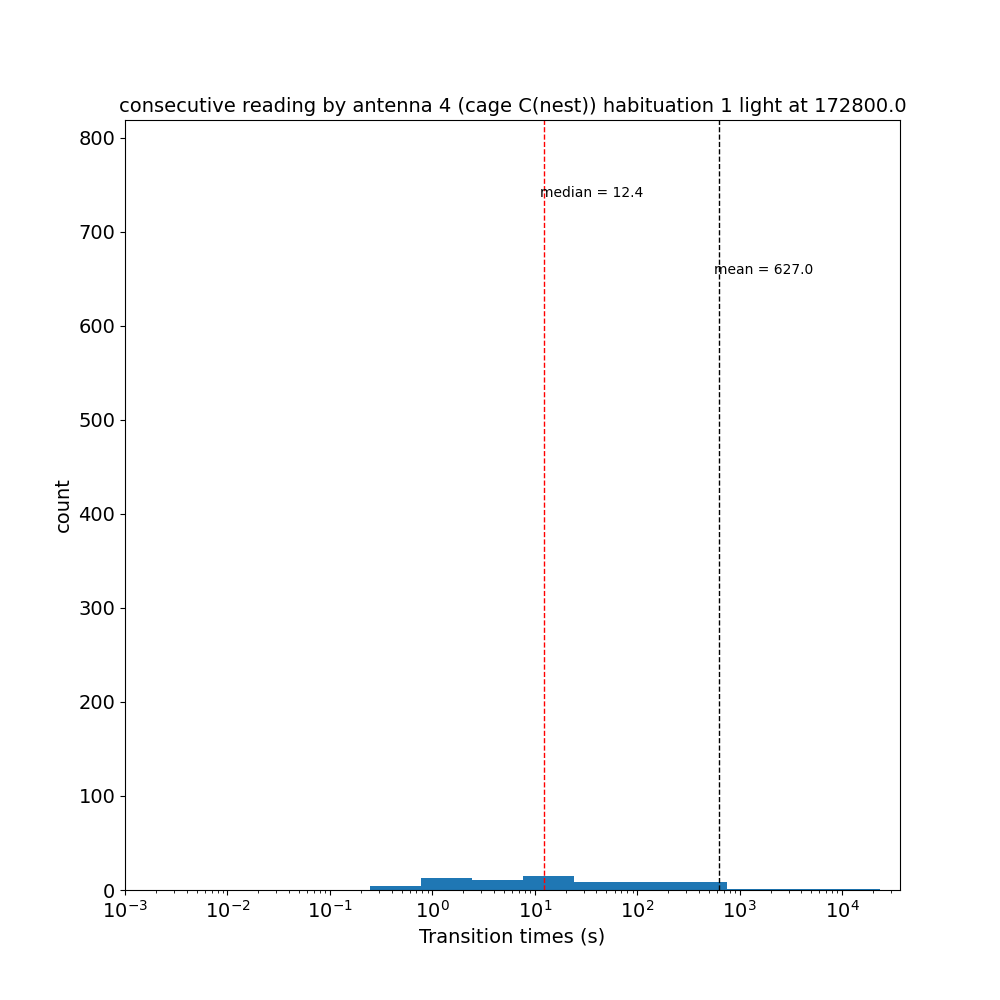 consecutive reading by antenna 4 (cage C(nest)) habituation 1 light at 172800.0
800
median = 12.4
700
mean = 627.0
600
500
400
count
300
200
100
0
10⁻³ 10⁻² 10⁻¹ 10⁰ 10¹ 10² 10³ 10⁴
Transition times (s)